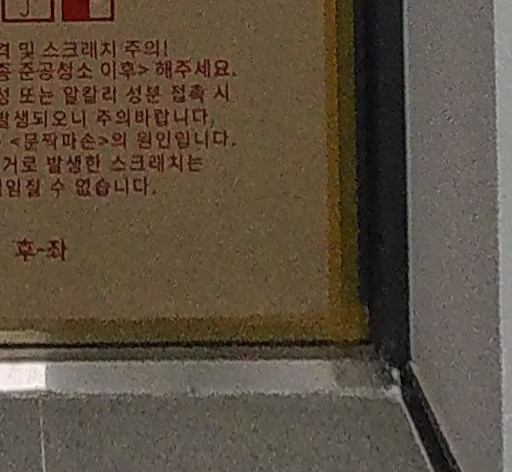 및 스크래치 주의!
준공청소 이후> 해주세요.
또는 알칼리 성분 접촉 시
발생되오니 주의바랍니다.
<문짝파손>의 원인입니다.
거로 발생한 스크래치는
임질 수 없습니다.
후-좌